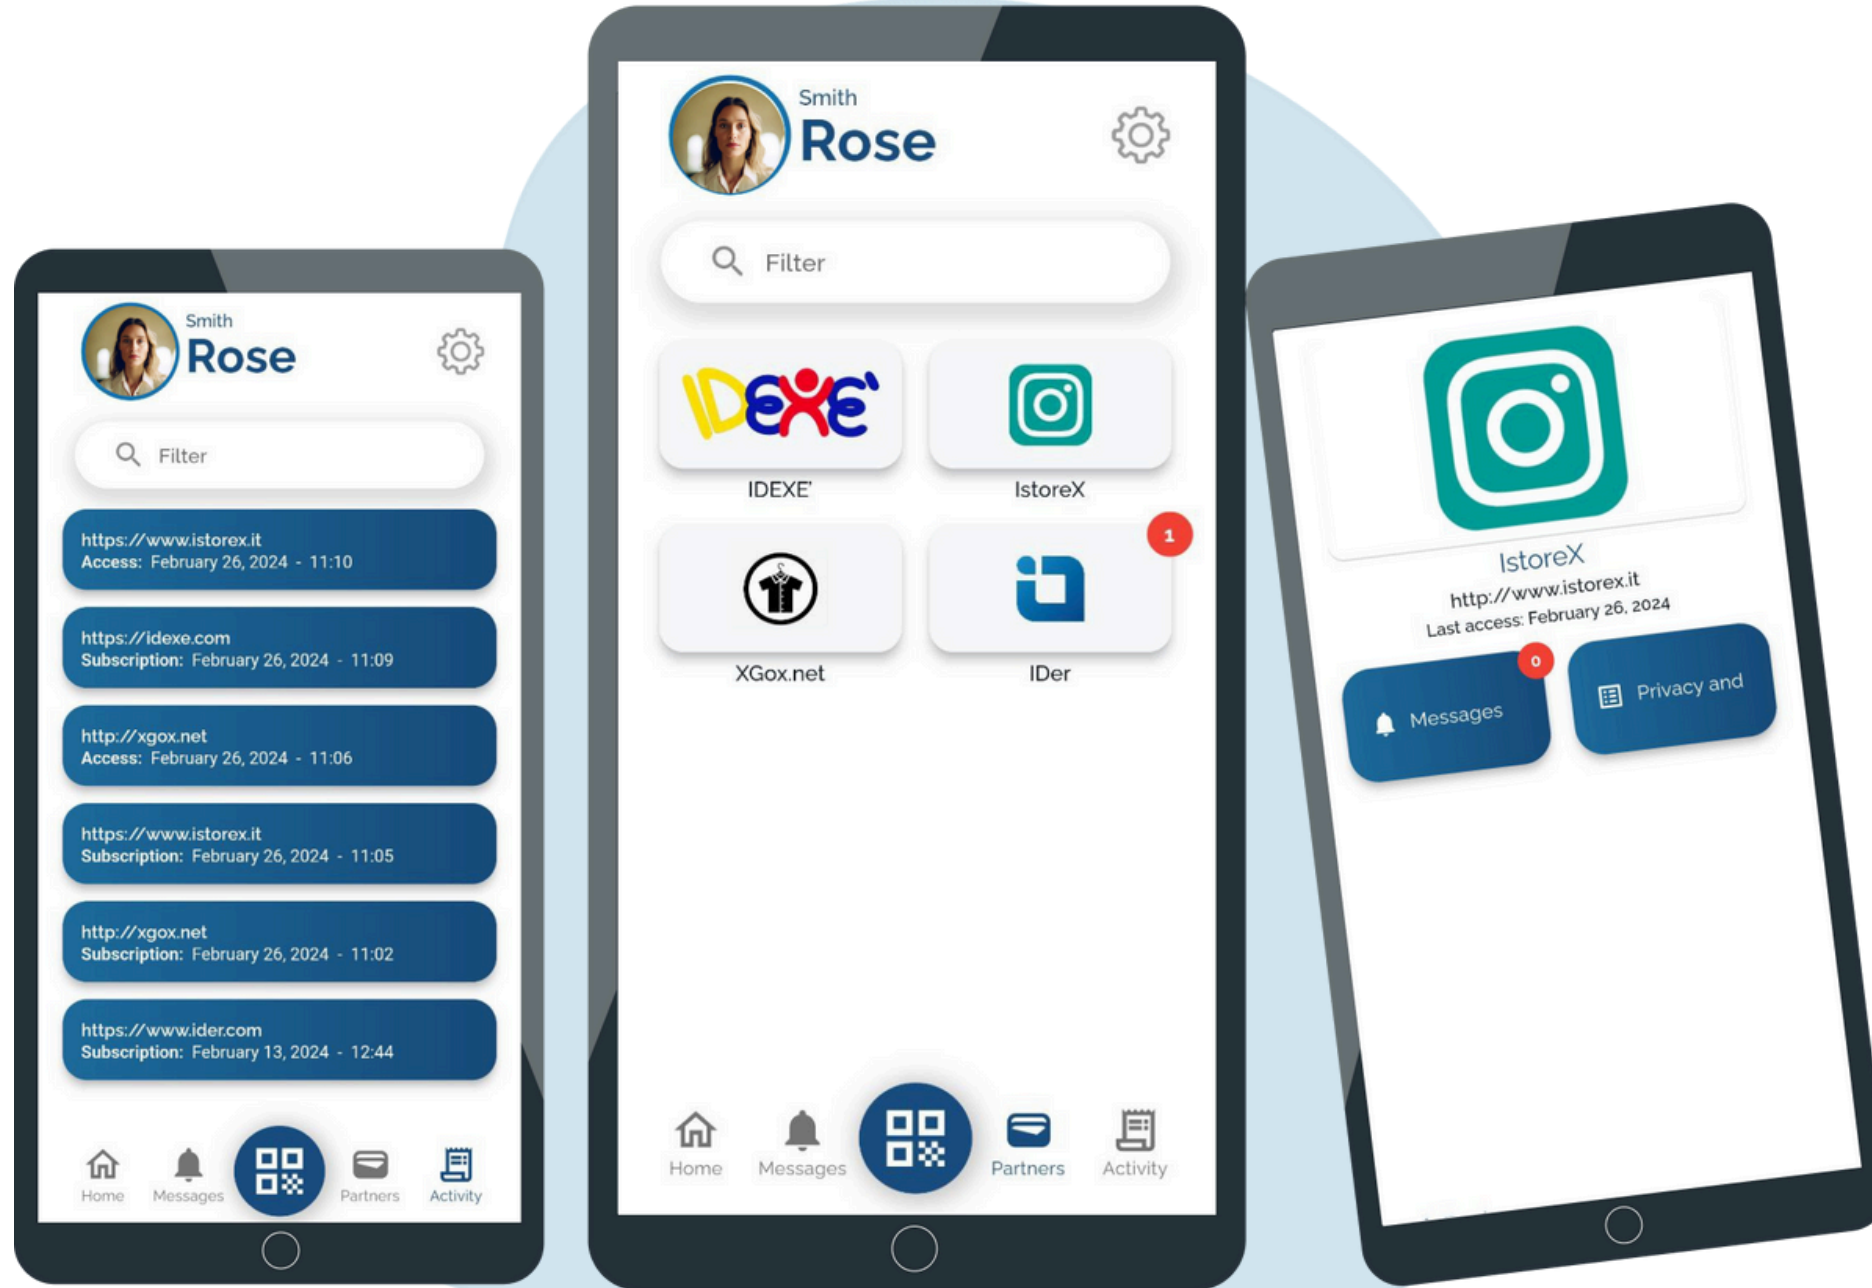 Smith
Rose
Filter
https://www.istorex.it
Access: February 26, 2024 - 11:10
https://idexe.com
Subscription: February 26, 2024 - 11:09
http://xgox.net
Access: February 26, 2024 - 11:06
https://www.istorex.it
Subscription: February 26, 2024 - 11:05
http://xgox.net
Subscription: February 26, 2024 - 11:02
https://www.ider.com
Subscription: February 13, 2024 - 12:44
Home Messages Partners Activity
Smith
Rose
Filter
IDEXE'
IDEXE' IstoreX
1
XGox.net IDer
Home Messages Partners Activity
IstoreX
http://www.istorex.it
Last access: February 26, 2024
0
Messages Privacy and